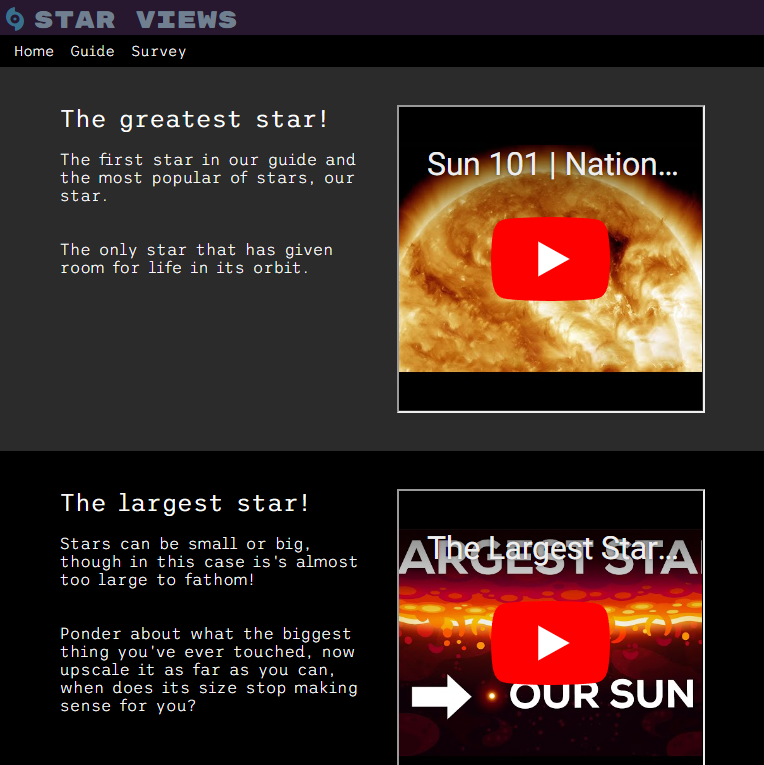 STAR VIEWS
Home Guide Survey
The greatest star!
The first star in our guide and
the most popular of stars, our
star.
The only star that has given
room for life in its orbit.
Sun 101 | Nation...
The largest star!
Stars can be small or big,
though in this case is's almost
too large to fathom!
Ponder about what the biggest
thing you've ever touched, now
upscale it as far as you can,
when does its size stop making
sense for you?
The Largest Star...
ARGEST STA
OUR SUN